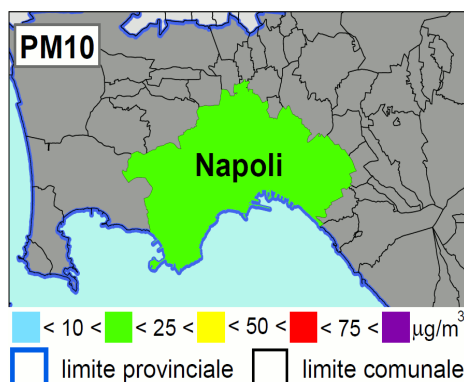 PM10
Napoli
< 10 < < 25 < < 50 < < 75 < μg/m³
limite provinciale limite comunale